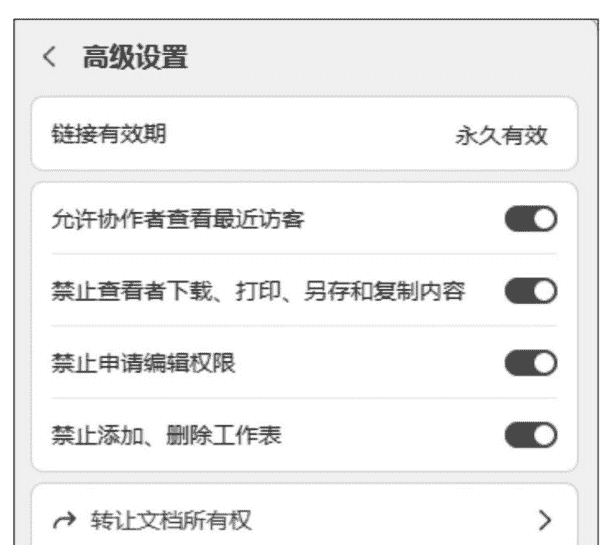 高级设置
链接有效期 永久有效
允许协作者查看最近访客
禁止查看者下载、打印、另存和复制内容
禁止申请编辑权限
禁止添加、删除工作表
转让文档所有权